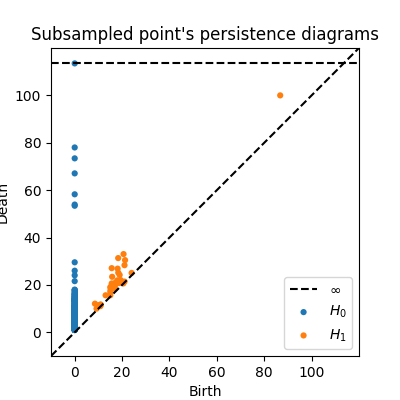 Subsampled point's persistence diagrams
Death
100
80
60
40
20
0
∞
H₀
H₁
0 20 40 60 80 100
Birth